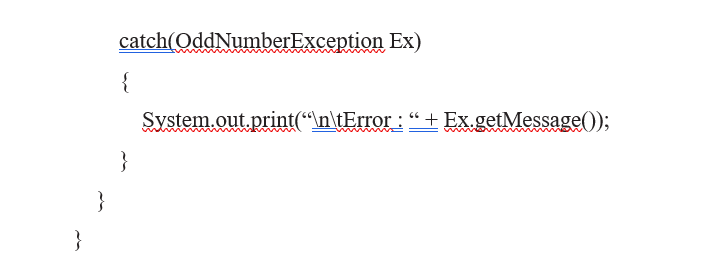 catch(OddNumberException Ex)
{
System.out.print(“\n\tError : “ + Ex.getMessage());
}
}
}